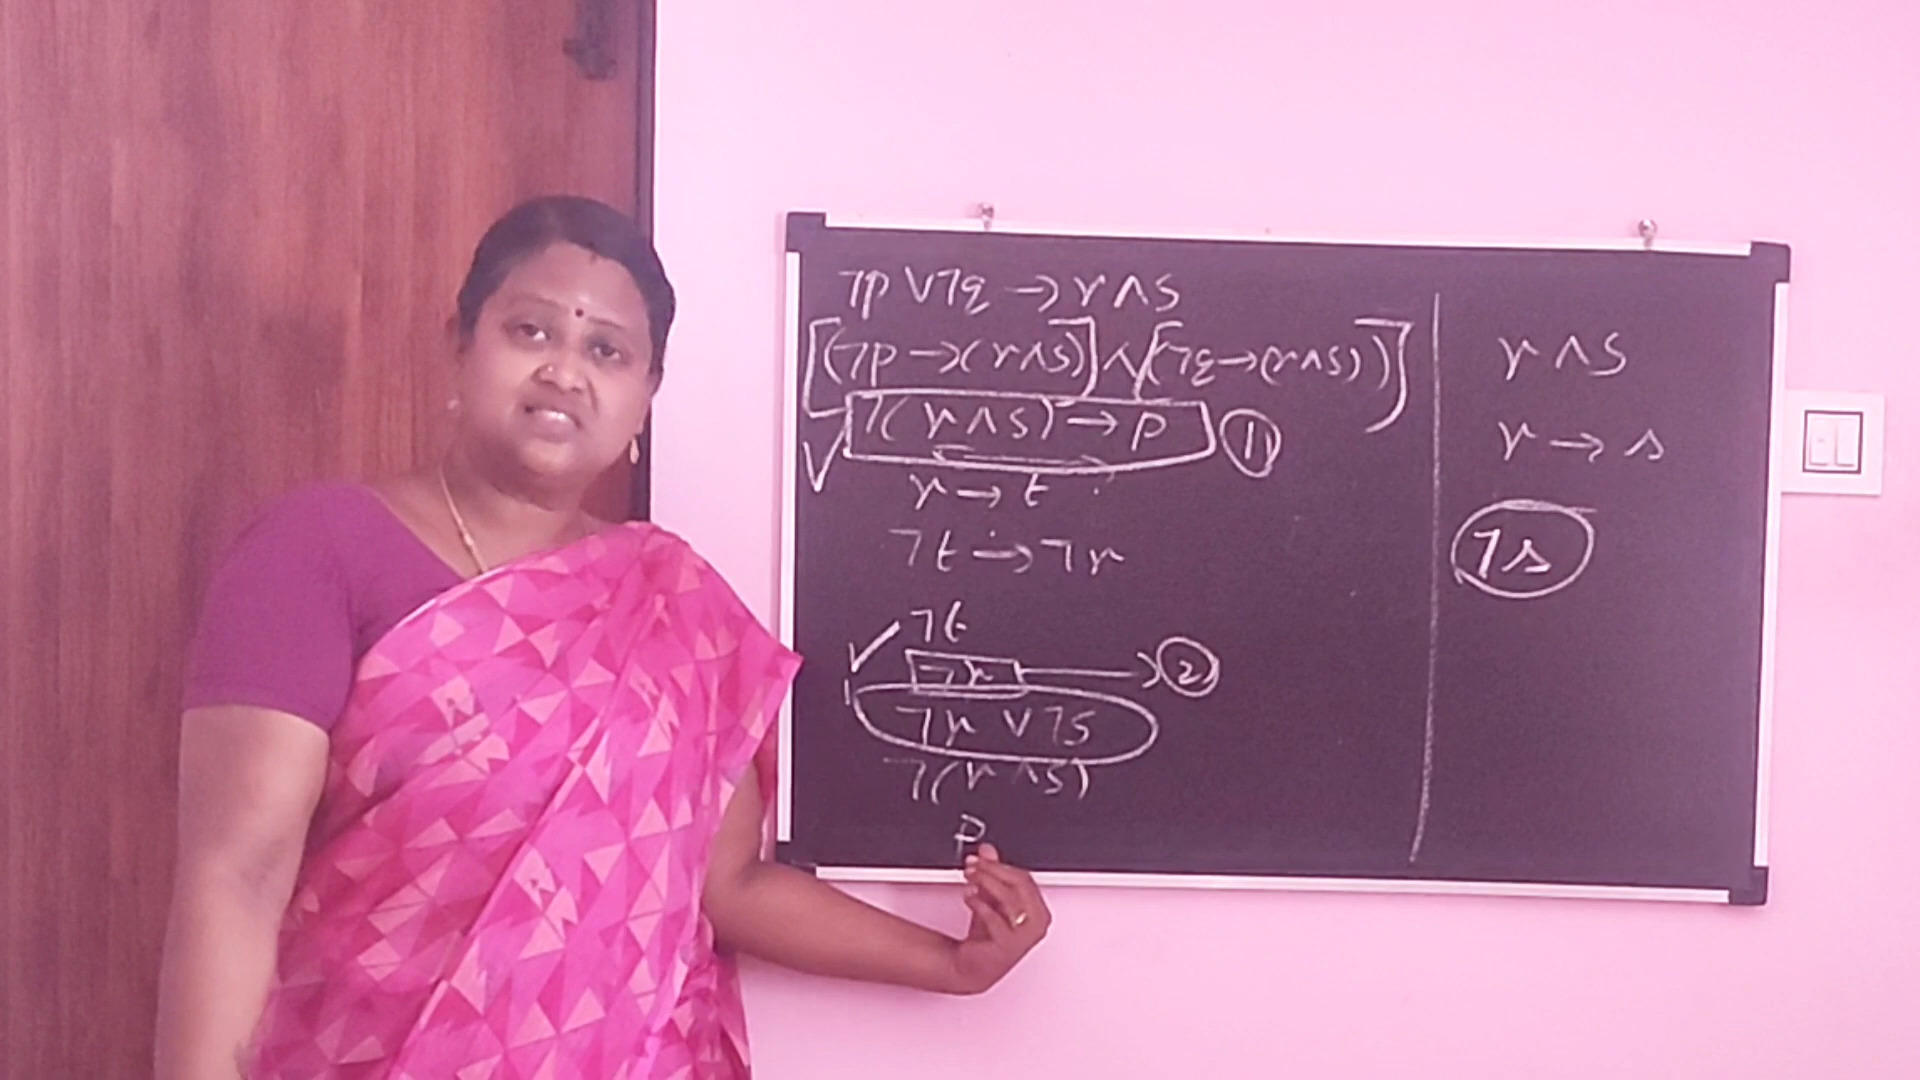 ¬p ∨ ¬q → r ∧ s
[(¬p → (r ∧ s)] ∧ [(¬q → (r ∧ s))]
¬(r ∧ s) → p ①
r → t
¬t → ¬r
¬t
¬r → ②
¬r ∨ ¬s
¬(r ∧ s)
p
r ∧ s
r → s
¬s